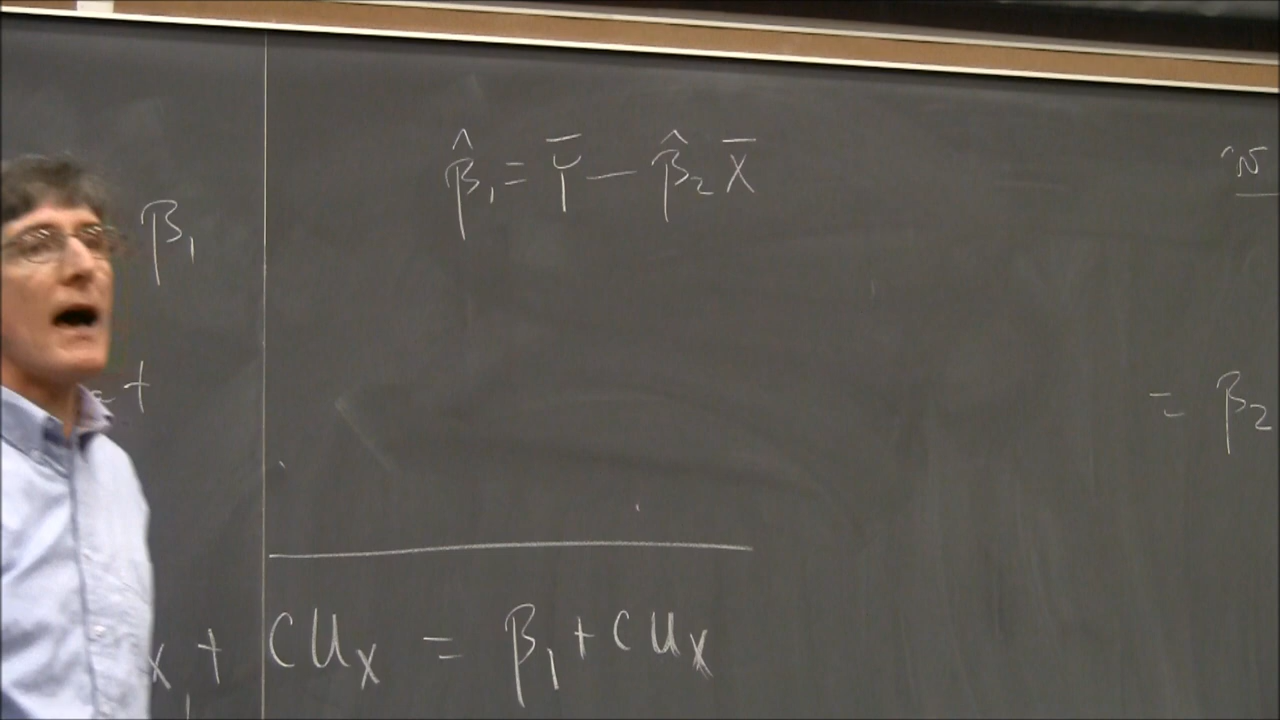 β̂₁ = Ȳ − β̂₂ X̄
β₁
= β₂
x + CUx = β₁ + CUx